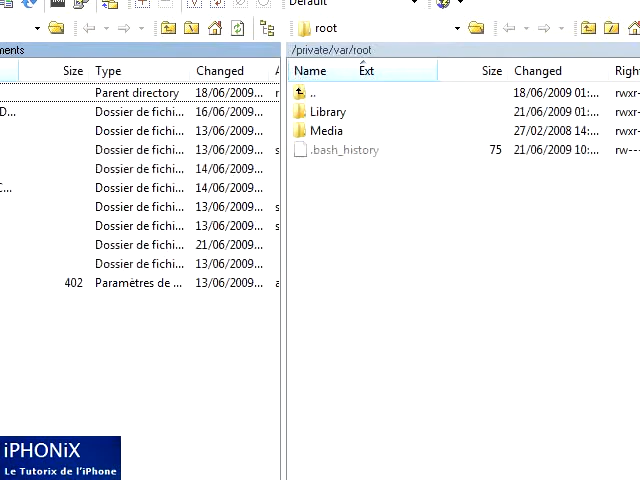 Default
root
ments
/private/var/root
Size Type Changed
Name Ext Size Changed Right
Parent directory 18/06/2009...
.. 18/06/2009 01:... rwxr-
D... Dossier de fichi... 16/06/2009...
Library 21/06/2009 01:... rwxr-
Dossier de fichi... 13/06/2009...
Media 27/02/2008 14:... rwxr-
Dossier de fichi... 13/06/2009... s
.bash_history 75 21/06/2009 10:... rw---
Dossier de fichi... 14/06/2009...
C... Dossier de fichi... 14/06/2009...
Dossier de fichi... 13/06/2009... s
Dossier de fichi... 13/06/2009... s
Dossier de fichi... 21/06/2009...
Dossier de fichi... 13/06/2009...
402 Paramètres de ... 13/06/2009... a
iPHONiX
Le Tutorix de l'iPhone